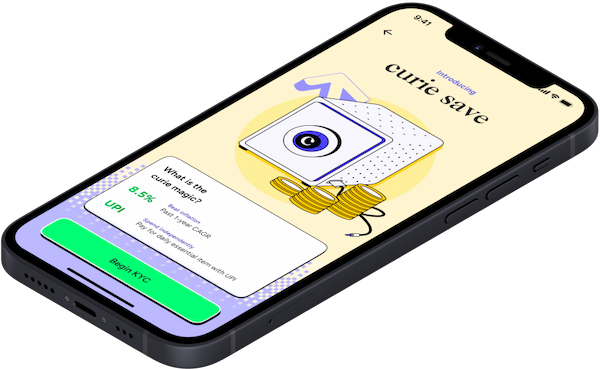 9:41
Introducing
curie save
What is the
curie magic?
8.5%
Beat inflation
Past 1 year CAGR
UPI
Spend independently
Pay for daily essential item with UPI
Begin KYC